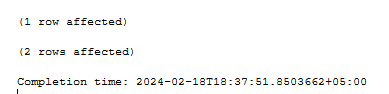 (1 row affected)
(2 rows affected)
Completion time: 2024-02-18T18:37:51.8503662+05:00